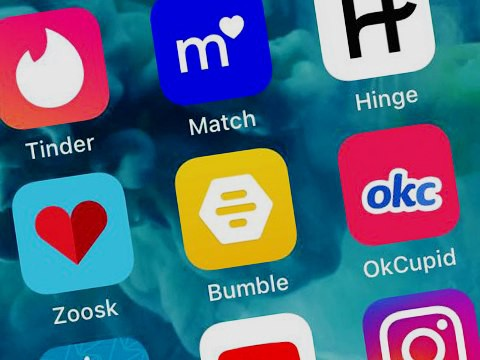 m
H
Tinder
Match
Hinge
okc
Zoosk
Bumble
OkCupid